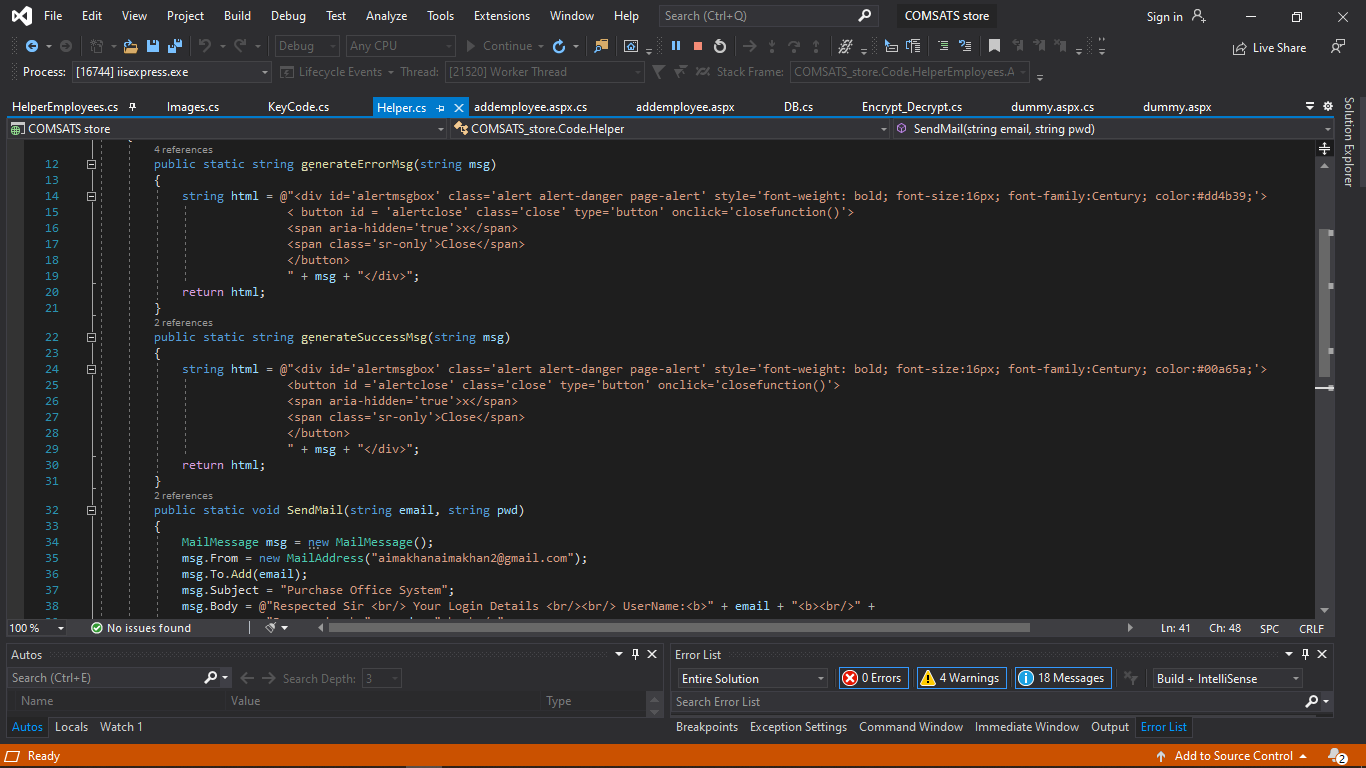 File Edit View Project Build Debug Test Analyze Tools Extensions Window Help Search (Ctrl+Q) COMSATS store Sign in
Debug Any CPU Continue Live Share
Process: [16744] iisexpress.exe Lifecycle Events Thread: [21520] Worker Thread Stack Frame: COMSATS_store.Code.HelperEmployees.A
HelperEmployees.cs Images.cs KeyCode.cs Helper.cs addemployee.aspx.cs addemployee.aspx DB.cs Encrypt_Decrypt.cs dummy.aspx.cs dummy.aspx
COMSATS store COMSATS_store.Code.Helper SendMail(string email, string pwd)
Solution Explorer
4 references
12 public static string generateErrorMsg(string msg)
13 {
14 string html = @"<div id='alertmsgbox' class='alert alert-danger page-alert' style='font-weight: bold; font-size:16px; font-family:Century; color:#dd4b39;'>
15 < button id = 'alertclose' class='close' type='button' onclick='closefunction()'>
16 <span aria-hidden='true'>x</span>
17 <span class='sr-only'>Close</span>
18 </button>
19 " + msg + "</div>";
20 return html;
21 }
2 references
22 public static string generateSuccessMsg(string msg)
23 {
24 string html = @"<div id='alertmsgbox' class='alert alert-danger page-alert' style='font-weight: bold; font-size:16px; font-family:Century; color:#00a65a;'>
25 <button id ='alertclose' class='close' type='button' onclick='closefunction()'>
26 <span aria-hidden='true'>x</span>
27 <span class='sr-only'>Close</span>
28 </button>
29 " + msg + "</div>";
30 return html;
31 }
2 references
32 public static void SendMail(string email, string pwd)
33 {
34 MailMessage msg = new MailMessage();
35 msg.From = new MailAddress("aimakhanaimakhan2@gmail.com");
36 msg.To.Add(email);
37 msg.Subject = "Purchase Office System";
38 msg.Body = @"Respected Sir <br/> Your Login Details <br/><br/> UserName:<b>" + email + "<b><br/>" +
100 % No issues found Ln: 41 Ch: 48 SPC CRLF
Autos
Search (Ctrl+E) Search Depth: 3
Name Value Type
Autos Locals Watch 1
Error List
Entire Solution 0 Errors 4 Warnings 18 Messages Build + IntelliSense
Search Error List
Breakpoints Exception Settings Command Window Immediate Window Output Error List
Ready Add to Source Control 2